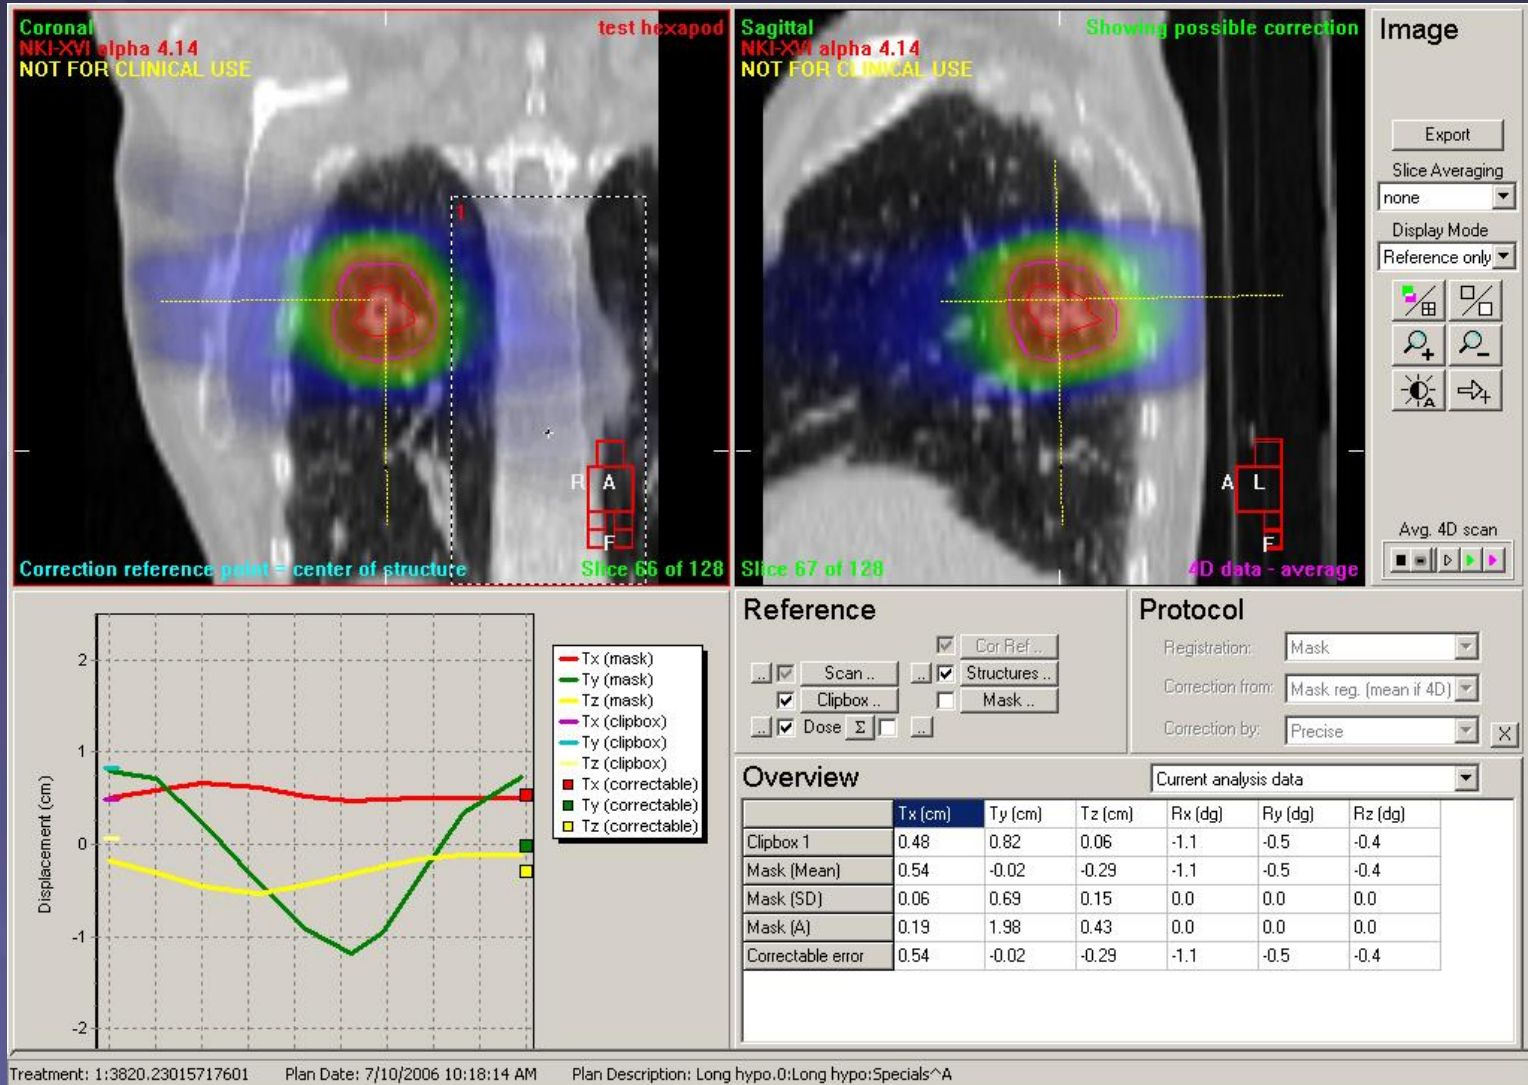 Coronal
test hexapod
NKI-XVI alpha 4.14
NOT FOR CLINICAL USE
1
R A
F
Correction reference point = center of structure
Slice 66 of 128
Sagittal
Showing possible correction
NKI-XVI alpha 4.14
NOT FOR CLINICAL USE
A L
F
Slice 67 of 128
4D data - average
Image
Export
Slice Averaging
none
Display Mode
Reference only
A
Avg. 4D scan
Displacement (cm)
2
1
0
-1
-2
Tx (mask)
Ty (mask)
Tz (mask)
Tx (clipbox)
Ty (clipbox)
Tz (clipbox)
Tx (correctable)
Ty (correctable)
Tz (correctable)
Reference
Cor Ref ..
.. Scan .. .. Structures ..
Clipbox .. Mask ..
.. Dose Σ ..
Protocol
Registration: Mask
Correction from: Mask reg. (mean if 4D)
Correction by: Precise X
Overview
Current analysis data
Tx (cm) Ty (cm) Tz (cm) Rx (dg) Ry (dg) Rz (dg)
Clipbox 1 0.48 0.82 0.06 -1.1 -0.5 -0.4
Mask (Mean) 0.54 -0.02 -0.29 -1.1 -0.5 -0.4
Mask (SD) 0.06 0.69 0.15 0.0 0.0 0.0
Mask (A) 0.19 1.98 0.43 0.0 0.0 0.0
Correctable error 0.54 -0.02 -0.29 -1.1 -0.5 -0.4
Treatment: 1:3820.23015717601 Plan Date: 7/10/2006 10:18:14 AM Plan Description: Long hypo.0:Long hypo:Specials^A